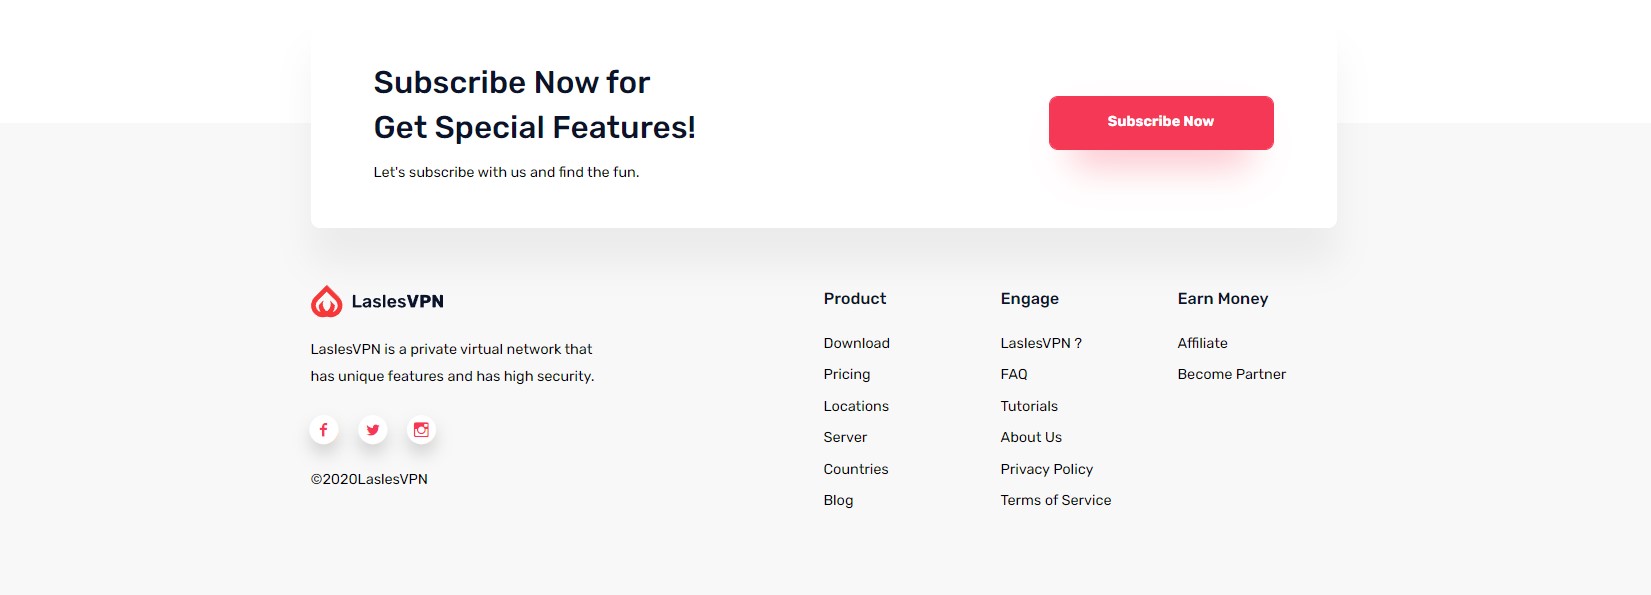 Subscribe Now for
Get Special Features!
Let's subscribe with us and find the fun.
Subscribe Now
LaslesVPN
LaslesVPN is a private virtual network that
has unique features and has high security.
©2020LaslesVPN
Product
Download
Pricing
Locations
Server
Countries
Blog
Engage
LaslesVPN ?
FAQ
Tutorials
About Us
Privacy Policy
Terms of Service
Earn Money
Affiliate
Become Partner